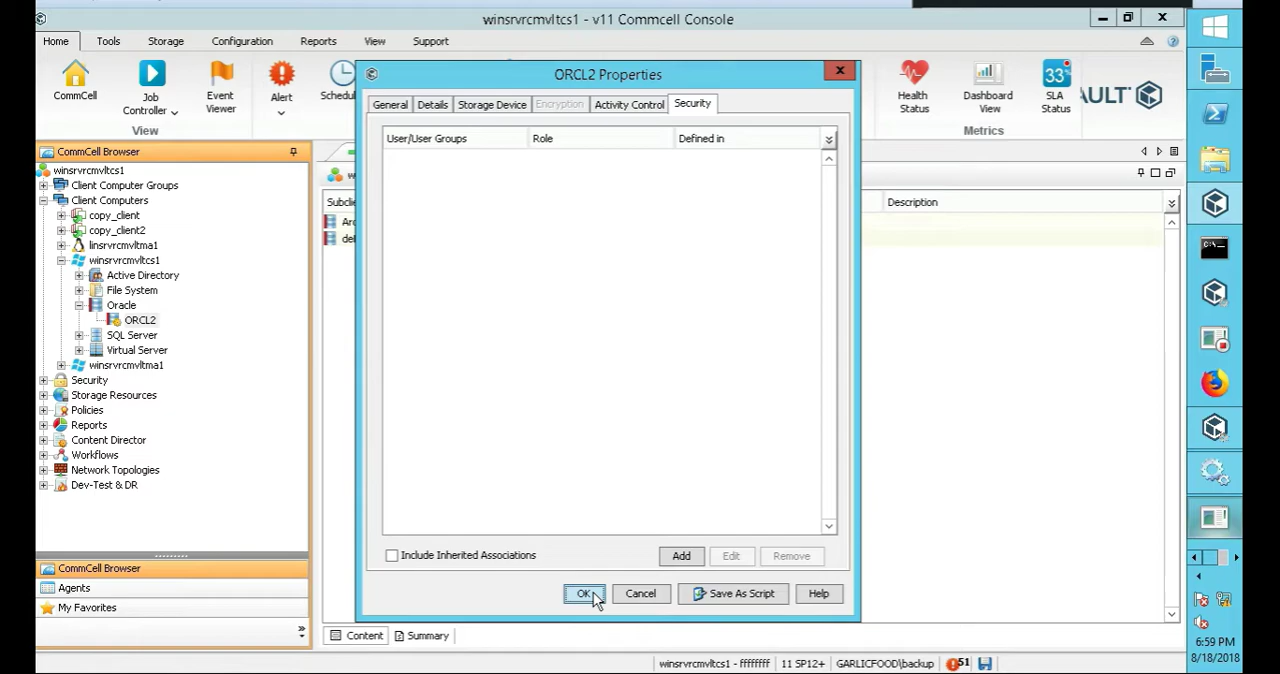 winsrvrcmvltcs1 - v11 Commcell Console
Home Tools Storage Configuration Reports View Support
CommCell
Job
Controller
Event
Viewer
Alert
View
Health
Status
Dashboard
View
33%
SLA
Status
Metrics
CommCell Browser
winsrvrcmvltcs1
Client Computer Groups
Client Computers
copy_client
copy_client2
linsrvrcmvltma1
winsrvrcmvltcs1
Active Directory
File System
Oracle
ORCL2
SQL Server
Virtual Server
winsrvrcmvltma1
Security
Storage Resources
Policies
Reports
Content Director
Workflows
Network Topologies
Dev-Test & DR
CommCell Browser
Agents
My Favorites
Description
ORCL2 Properties
General Details Storage Device Encryption Activity Control Security
User/User Groups Role Defined in
Include Inherited Associations
Add Edit Remove
OK Cancel Save As Script Help
Content Summary
winsrvrcmvltcs1 - ffffffff 11 SP12+ GARLICFOOD\backup 51
6:59 PM
8/18/2018